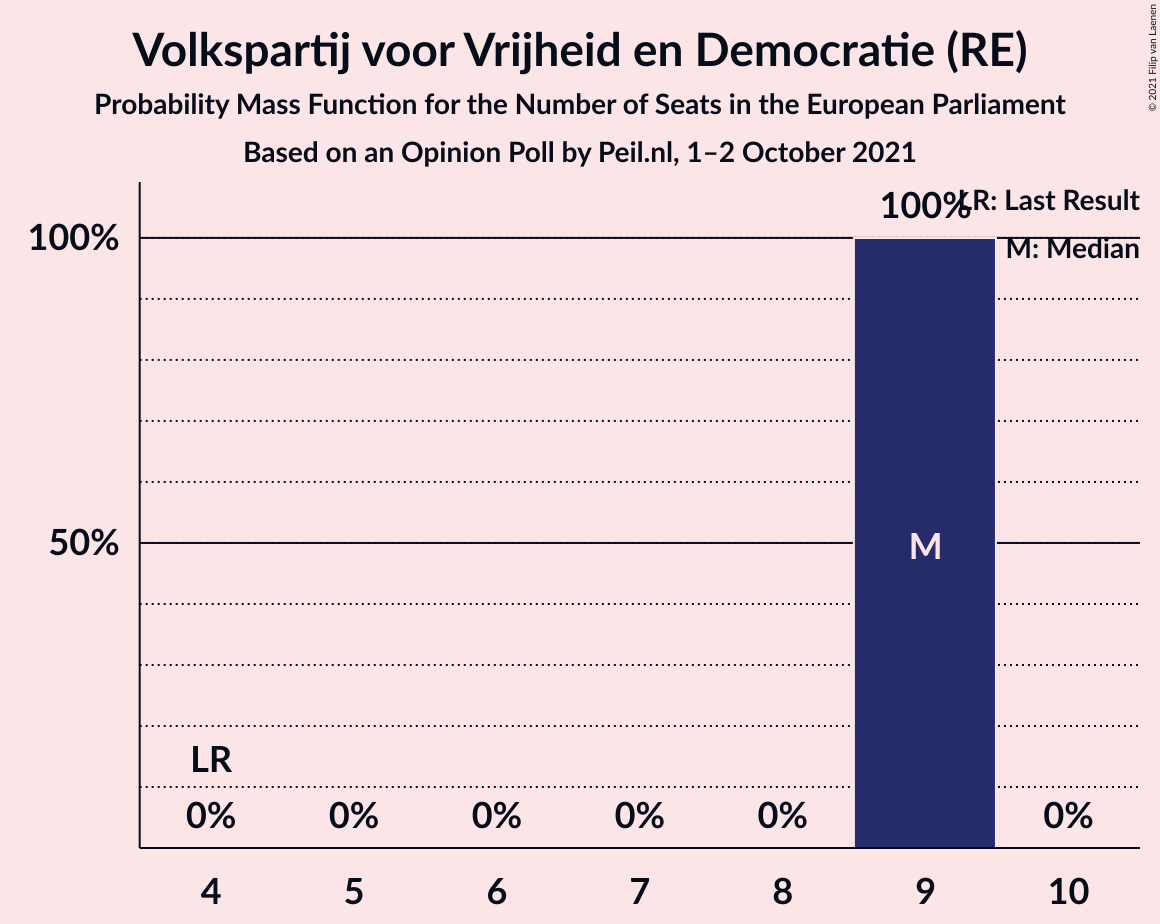 Volkspartij voor Vrijheid en Democratie (RE)
Probability Mass Function for the Number of Seats in the European Parliament
Based on an Opinion Poll by Peil.nl, 1–2 October 2021
© 2021 Filip van Laenen
100%
LR: Last Result
100%
M: Median
50%
M
LR
0%
0%
0%
0%
0%
0%
4
5
6
7
8
9
10